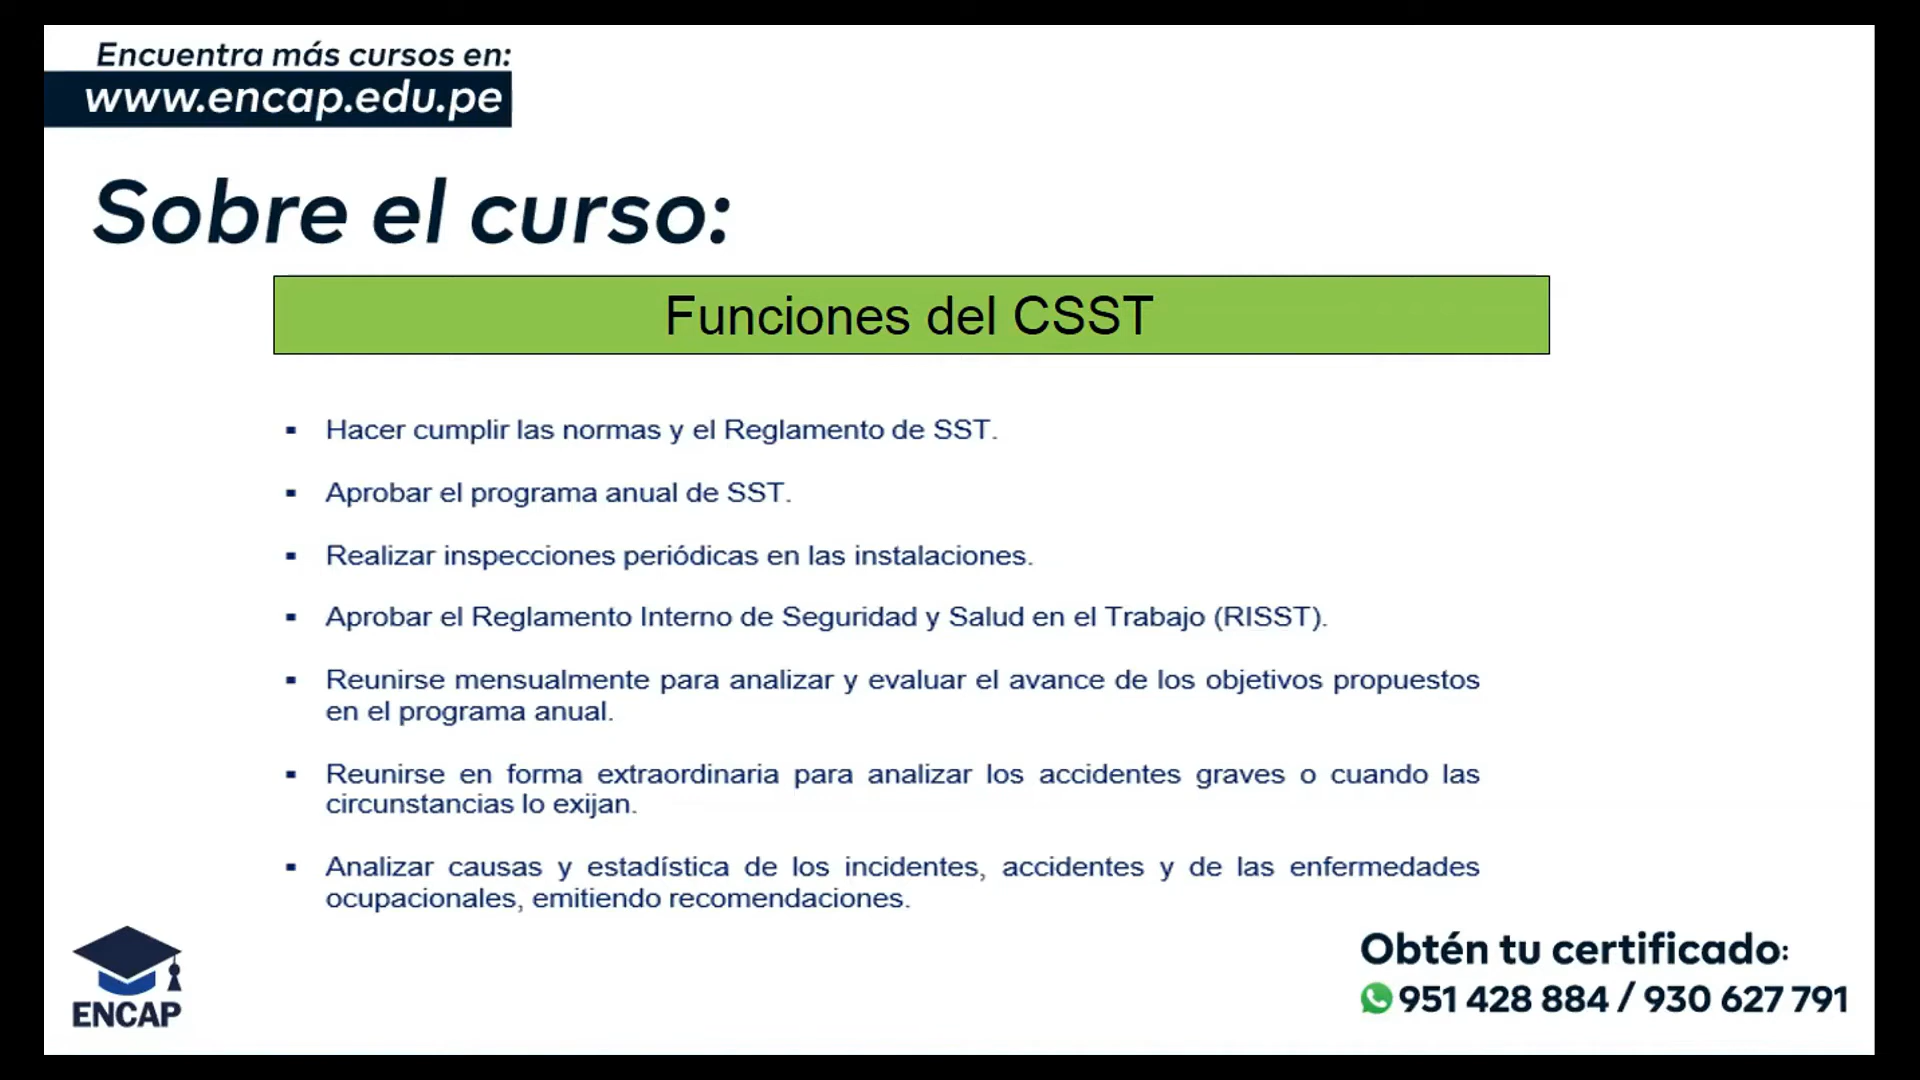 Encuentra más cursos en:
www.encap.edu.pe
Sobre el curso:
Funciones del CSST
▪ Hacer cumplir las normas y el Reglamento de SST.
▪ Aprobar el programa anual de SST.
▪ Realizar inspecciones periódicas en las instalaciones.
▪ Aprobar el Reglamento Interno de Seguridad y Salud en el Trabajo (RISST).
▪ Reunirse mensualmente para analizar y evaluar el avance de los objetivos propuestos
en el programa anual.
▪ Reunirse en forma extraordinaria para analizar los accidentes graves o cuando las
circunstancias lo exijan.
▪ Analizar causas y estadística de los incidentes, accidentes y de las enfermedades
ocupacionales, emitiendo recomendaciones.
ENCAP
Obtén tu certificado:
951 428 884 / 930 627 791